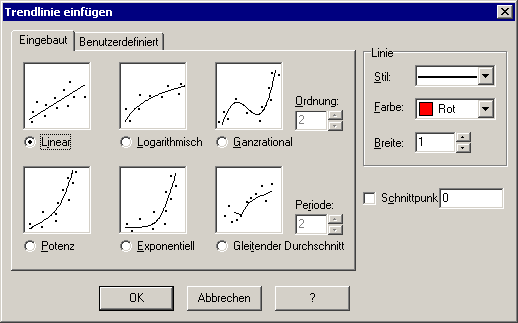 Trendlinie einfügen
Eingebaut
Benutzerdefiniert
Linear
Logarithmisch
Ganzrational
Ordnung:
2
Potenz
Exponentiell
Gleitender Durchschnitt
Periode:
2
Linie
Stil:
Farbe:
Rot
Breite:
1
Schnittpunk
0
OK
Abbrechen
?